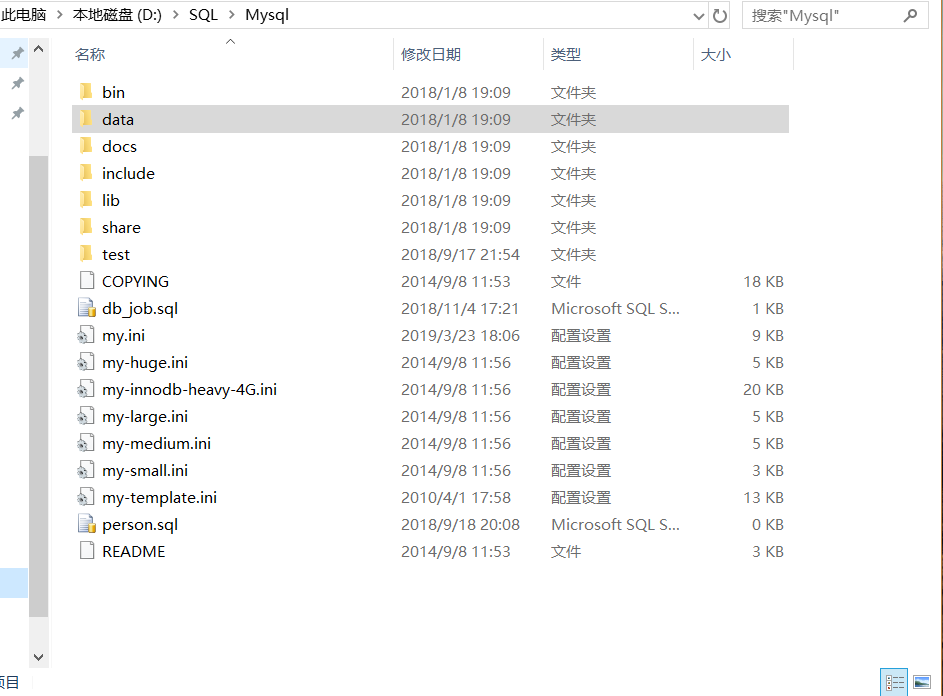 此电脑 > 本地磁盘 (D:) > SQL > Mysql 搜索"Mysql"
名称 修改日期 类型 大小
bin 2018/1/8 19:09 文件夹
data 2018/1/8 19:09 文件夹
docs 2018/1/8 19:09 文件夹
include 2018/1/8 19:09 文件夹
lib 2018/1/8 19:09 文件夹
share 2018/1/8 19:09 文件夹
test 2018/9/17 21:54 文件夹
COPYING 2014/9/8 11:53 文件 18 KB
db_job.sql 2018/11/4 17:21 Microsoft SQL S... 1 KB
my.ini 2019/3/23 18:06 配置设置 9 KB
my-huge.ini 2014/9/8 11:56 配置设置 5 KB
my-innodb-heavy-4G.ini 2014/9/8 11:56 配置设置 20 KB
my-large.ini 2014/9/8 11:56 配置设置 5 KB
my-medium.ini 2014/9/8 11:56 配置设置 5 KB
my-small.ini 2014/9/8 11:56 配置设置 3 KB
my-template.ini 2010/4/1 17:58 配置设置 13 KB
person.sql 2018/9/18 20:08 Microsoft SQL S... 0 KB
README 2014/9/8 11:53 文件 3 KB
项目